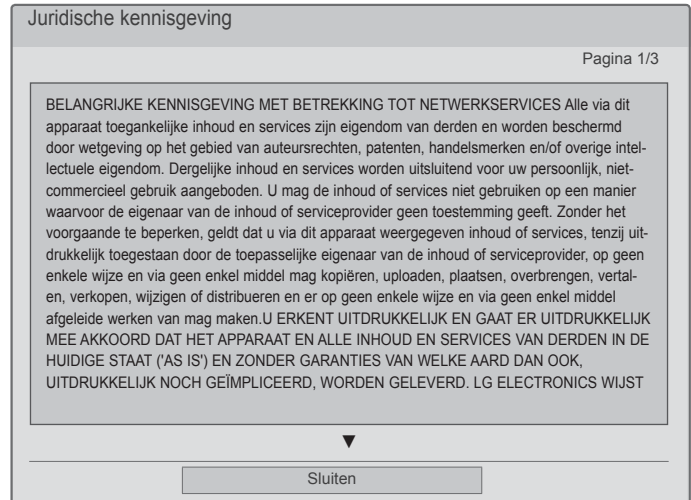 Juridische kennisgeving
Pagina 1/3
BELANGRIJKE KENNISGEVING MET BETREKKING TOT NETWERKSERVICES Alle via dit
apparaat toegankelijke inhoud en services zijn eigendom van derden en worden beschermd
door wetgeving op het gebied van auteursrechten, patenten, handelsmerken en/of overige intel-
lectuele eigendom. Dergelijke inhoud en services worden uitsluitend voor uw persoonlijk, niet-
commercieel gebruik aangeboden. U mag de inhoud of services niet gebruiken op een manier
waarvoor de eigenaar van de inhoud of serviceprovider geen toestemming geeft. Zonder het
voorgaande te beperken, geldt dat u via dit apparaat weergegeven inhoud of services, tenzij uit-
drukkelijk toegestaan door de toepasselijke eigenaar van de inhoud of serviceprovider, op geen
enkele wijze en via geen enkel middel mag kopiëren, uploaden, plaatsen, overbrengen, vertal-
en, verkopen, wijzigen of distribueren en er op geen enkele wijze en via geen enkel middel
afgeleide werken van mag maken.U ERKENT UITDRUKKELIJK EN GAAT ER UITDRUKKELIJK
MEE AKKOORD DAT HET APPARAAT EN ALLE INHOUD EN SERVICES VAN DERDEN IN DE
HUIDIGE STAAT ('AS IS') EN ZONDER GARANTIES VAN WELKE AARD DAN OOK,
UITDRUKKELIJK NOCH GEÏMPLICEERD, WORDEN GELEVERD. LG ELECTRONICS WIJST
▼
Sluiten